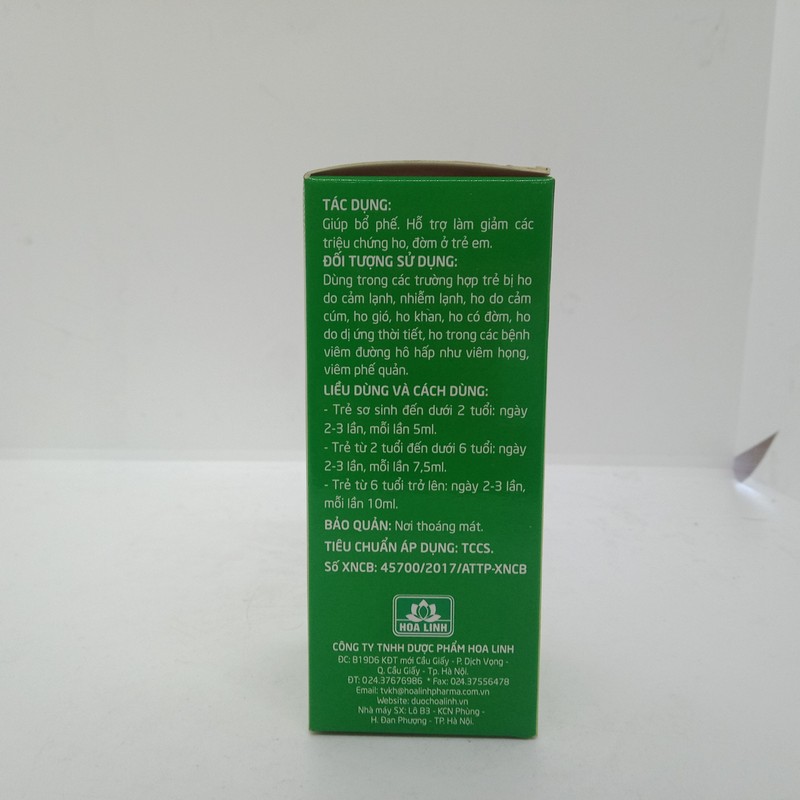 TÁC DỤNG:
Giúp bổ phế. Hỗ trợ làm giảm các
triệu chứng ho, đờm ở trẻ em.
ĐỐI TƯỢNG SỬ DỤNG:
Dùng trong các trường hợp trẻ bị ho
do cảm lạnh, nhiễm lạnh, ho do cảm
cúm, ho gió, ho khan, ho có đờm, ho
do dị ứng thời tiết, ho trong các bệnh
viêm đường hô hấp như viêm họng,
viêm phế quản.
LIỀU DÙNG VÀ CÁCH DÙNG:
- Trẻ sơ sinh đến dưới 2 tuổi: ngày
2-3 lần, mỗi lần 5ml.
- Trẻ từ 2 tuổi đến dưới 6 tuổi: ngày
2-3 lần, mỗi lần 7,5ml.
- Trẻ từ 6 tuổi trở lên: ngày 2-3 lần,
mỗi lần 10ml.
BẢO QUẢN: Nơi thoáng mát.
TIÊU CHUẨN ÁP DỤNG: TCCS.
Số XNCB: 45700/2017/ATTP-XNCB
HOA LINH
CÔNG TY TNHH DƯỢC PHẨM HOA LINH
ĐC: B19D6 KĐT mới Cầu Giấy - P. Dịch Vọng -
Q. Cầu Giấy - Tp. Hà Nội.
ĐT: 024.37676986 * Fax: 024.37556478
Email: tvkh@hoalinhpharma.com.vn
Website: duochoalinh.vn
Nhà máy SX: Lô B3 - KCN Phùng -
H. Đan Phượng - TP. Hà Nội.